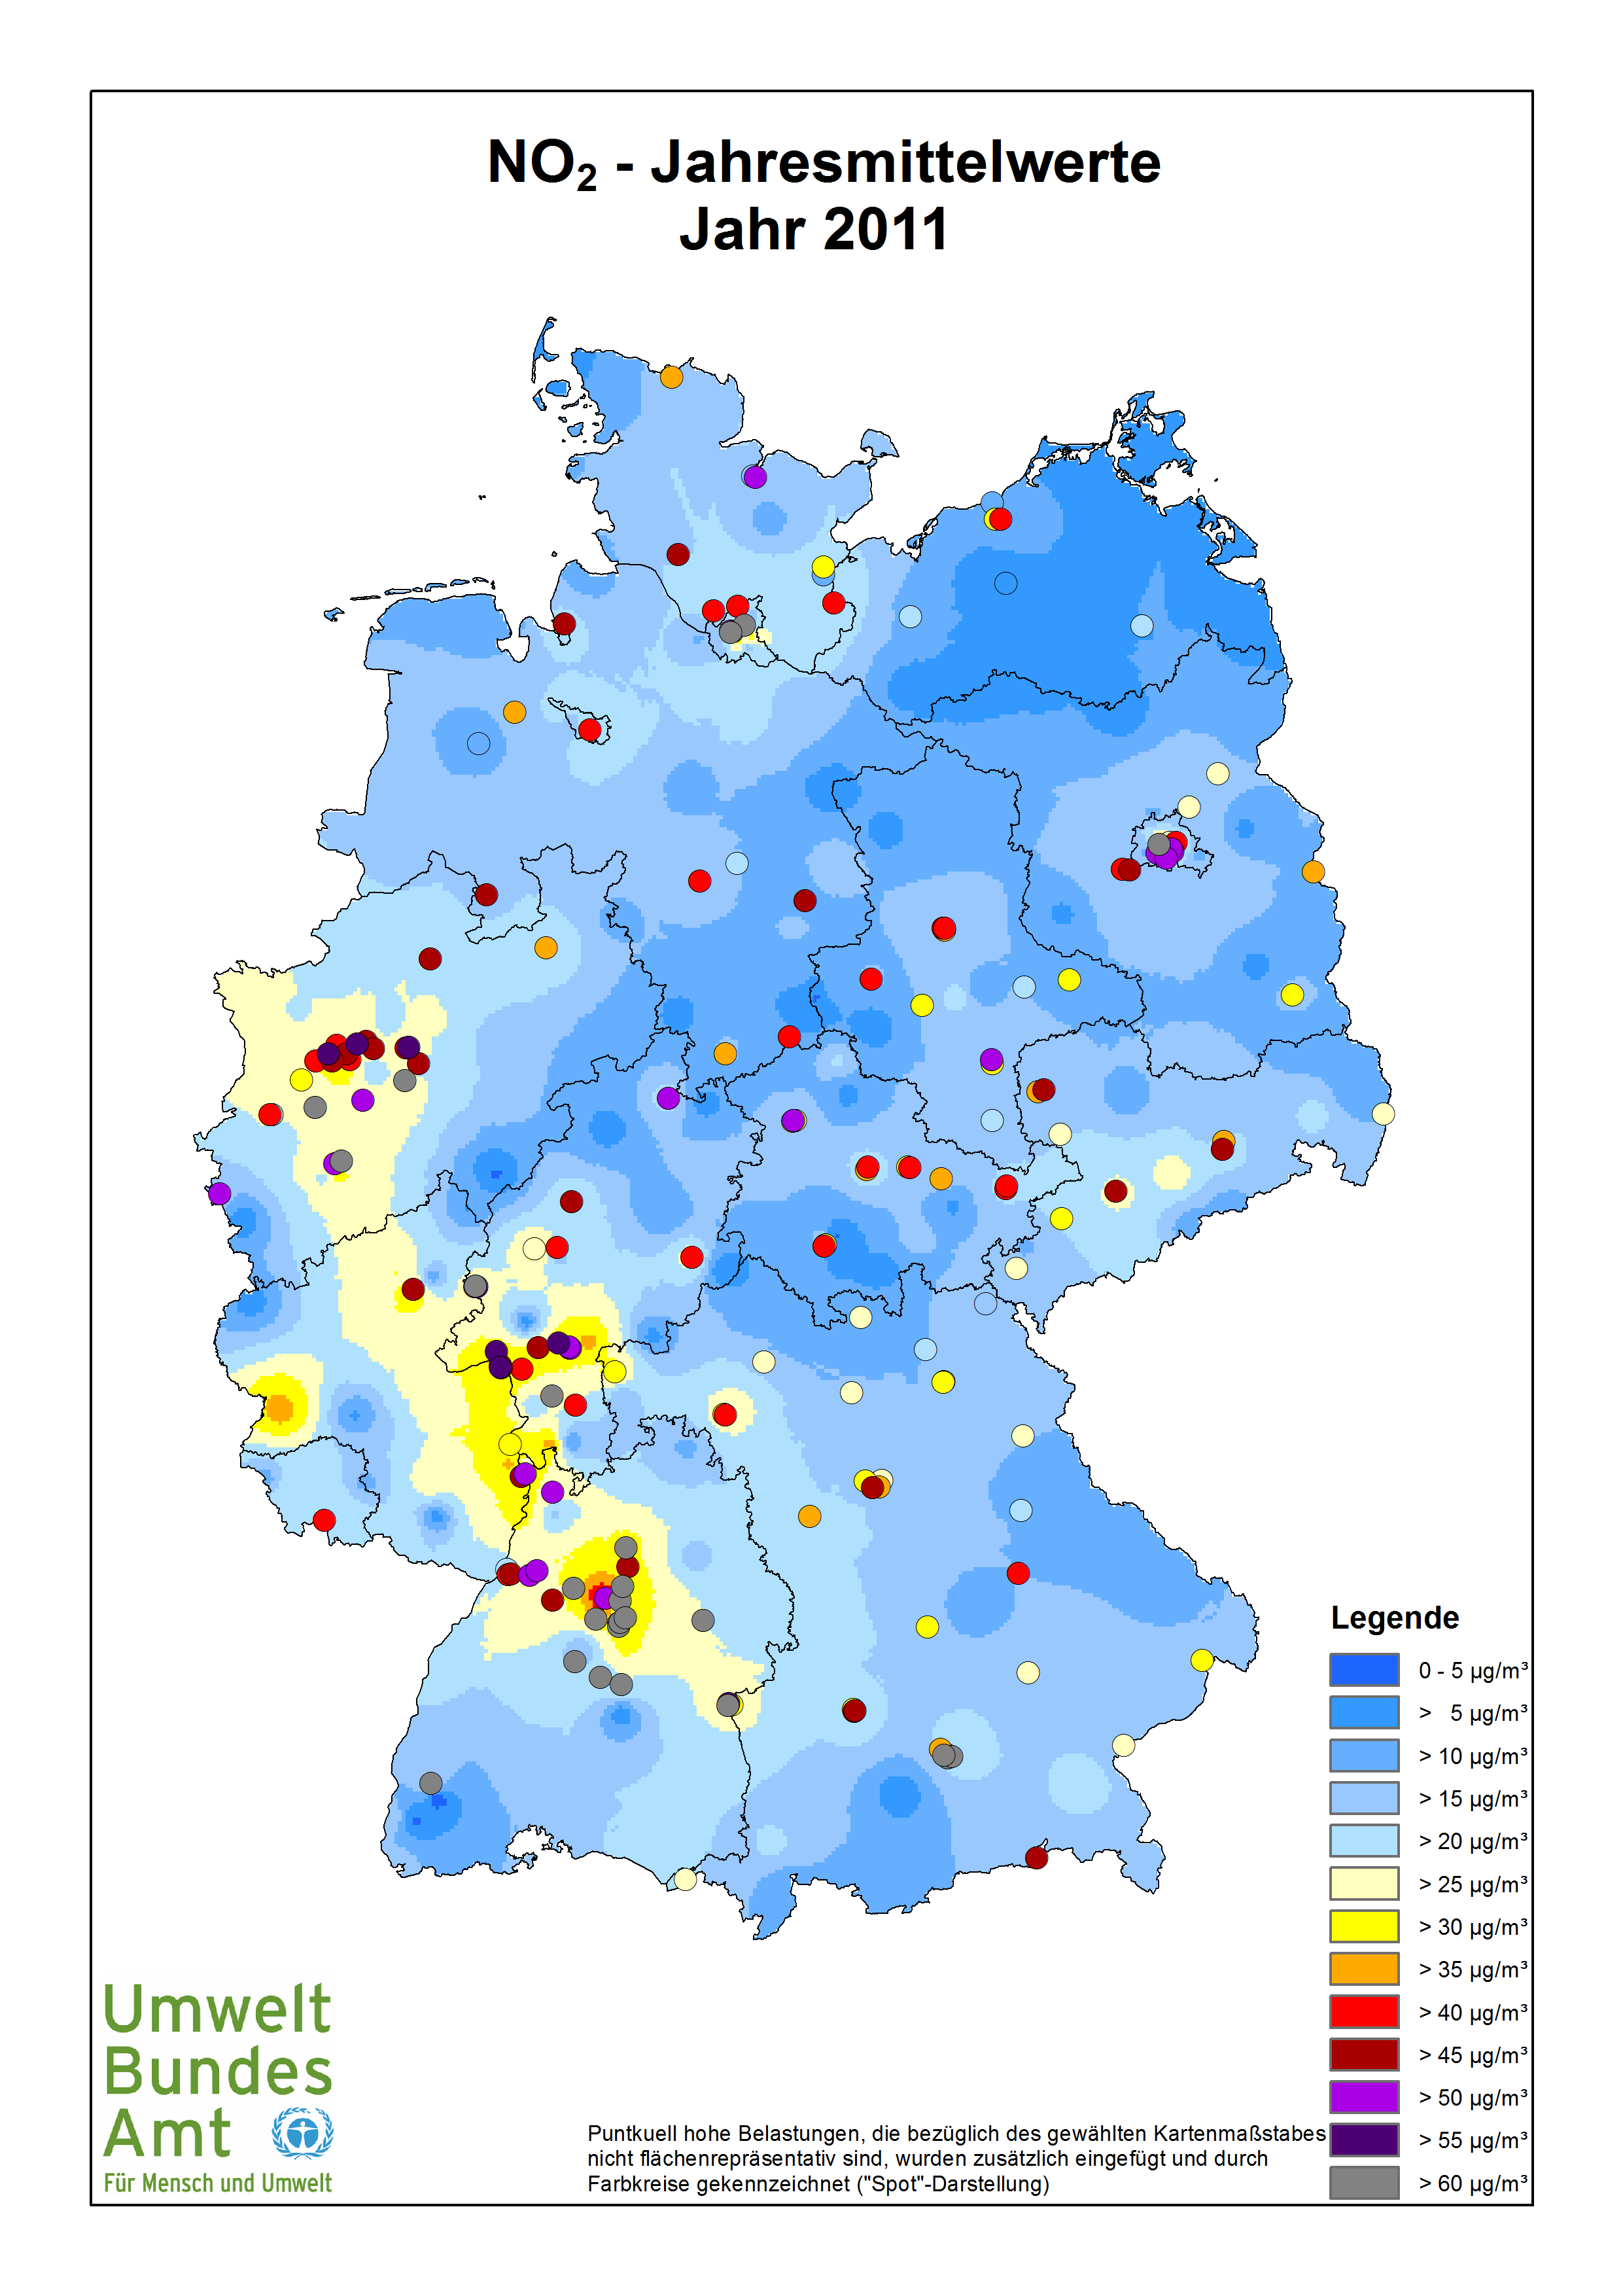 NO₂ - Jahresmittelwerte
Jahr 2011
Legende
0 - 5 µg/m³
> 5 µg/m³
> 10 µg/m³
> 15 µg/m³
> 20 µg/m³
> 25 µg/m³
> 30 µg/m³
> 35 µg/m³
> 40 µg/m³
> 45 µg/m³
> 50 µg/m³
> 55 µg/m³
> 60 µg/m³
Umwelt
Bundes
Amt
Für Mensch und Umwelt
Puntkuell hohe Belastungen, die bezüglich des gewählten Kartenmaßstabes
nicht flächenrepräsentativ sind, wurden zusätzlich eingefügt und durch
Farbkreise gekennzeichnet ("Spot"-Darstellung)